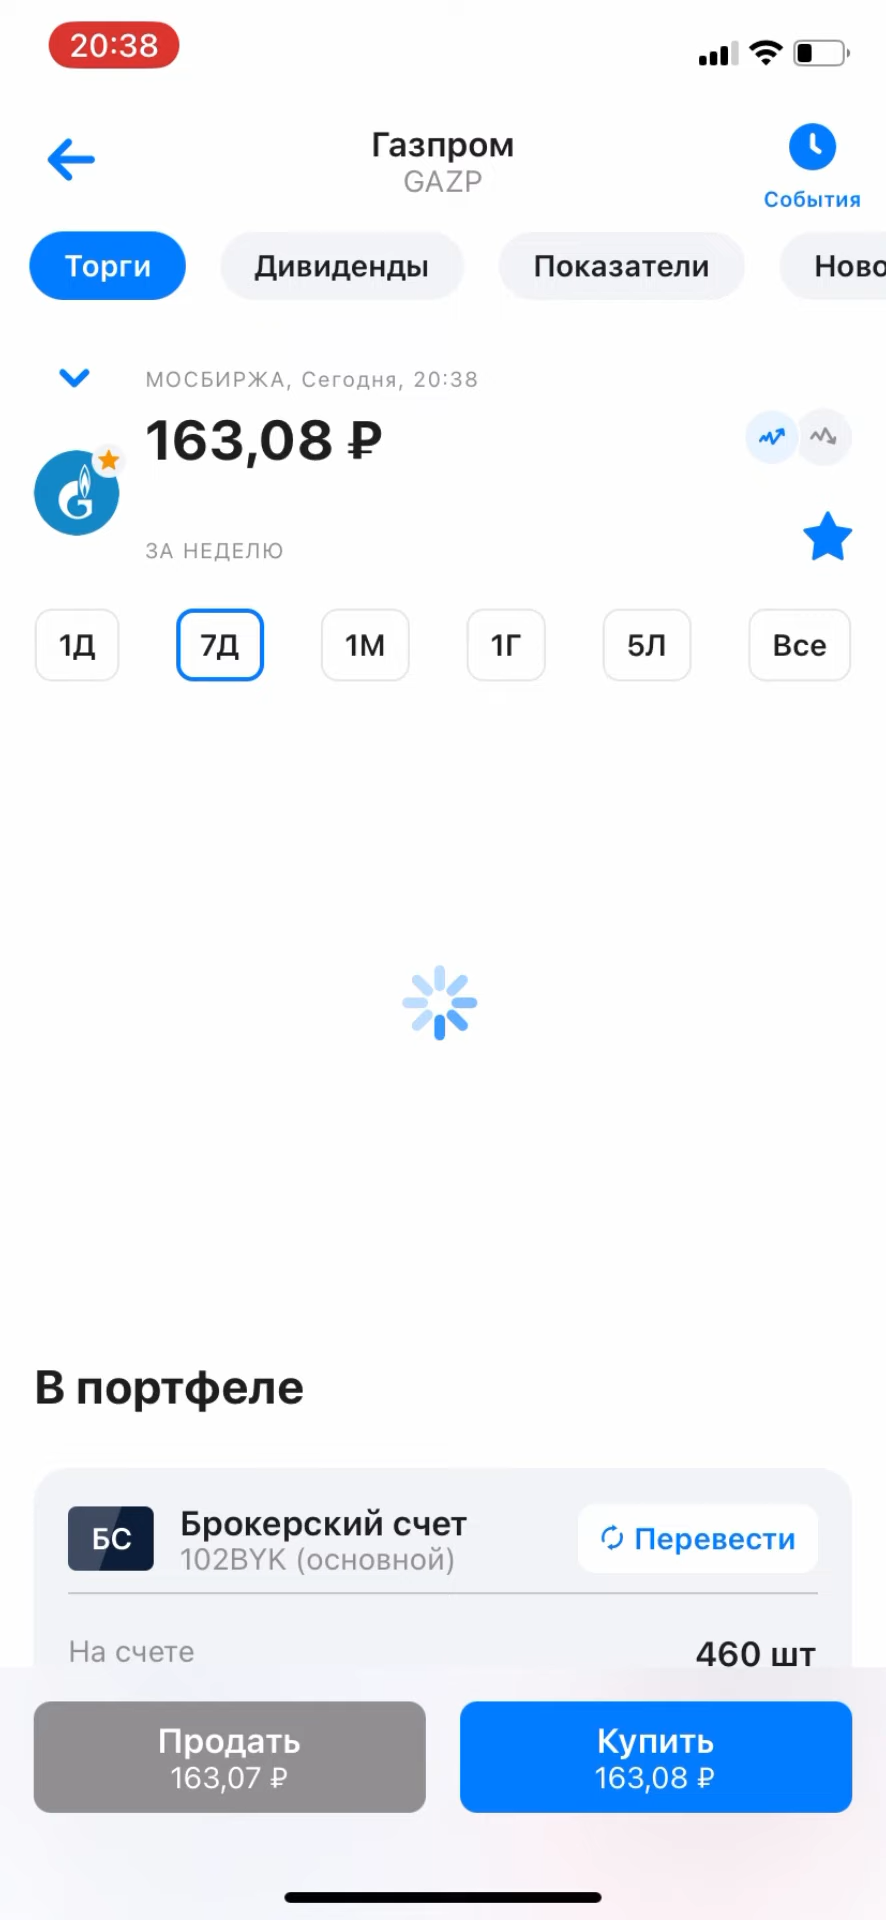 20:38
Газпром
GAZP
События
Торги
Дивиденды
Показатели
Ново
МОСБИРЖА, Сегодня, 20:38
163,08 ₽
ЗА НЕДЕЛЮ
1Д
7Д
1М
1Г
5Л
Все
В портфеле
БС
Брокерский счет
102BYK (основной)
Перевести
На счете
460 шт
Продать
163,07 ₽
Купить
163,08 ₽